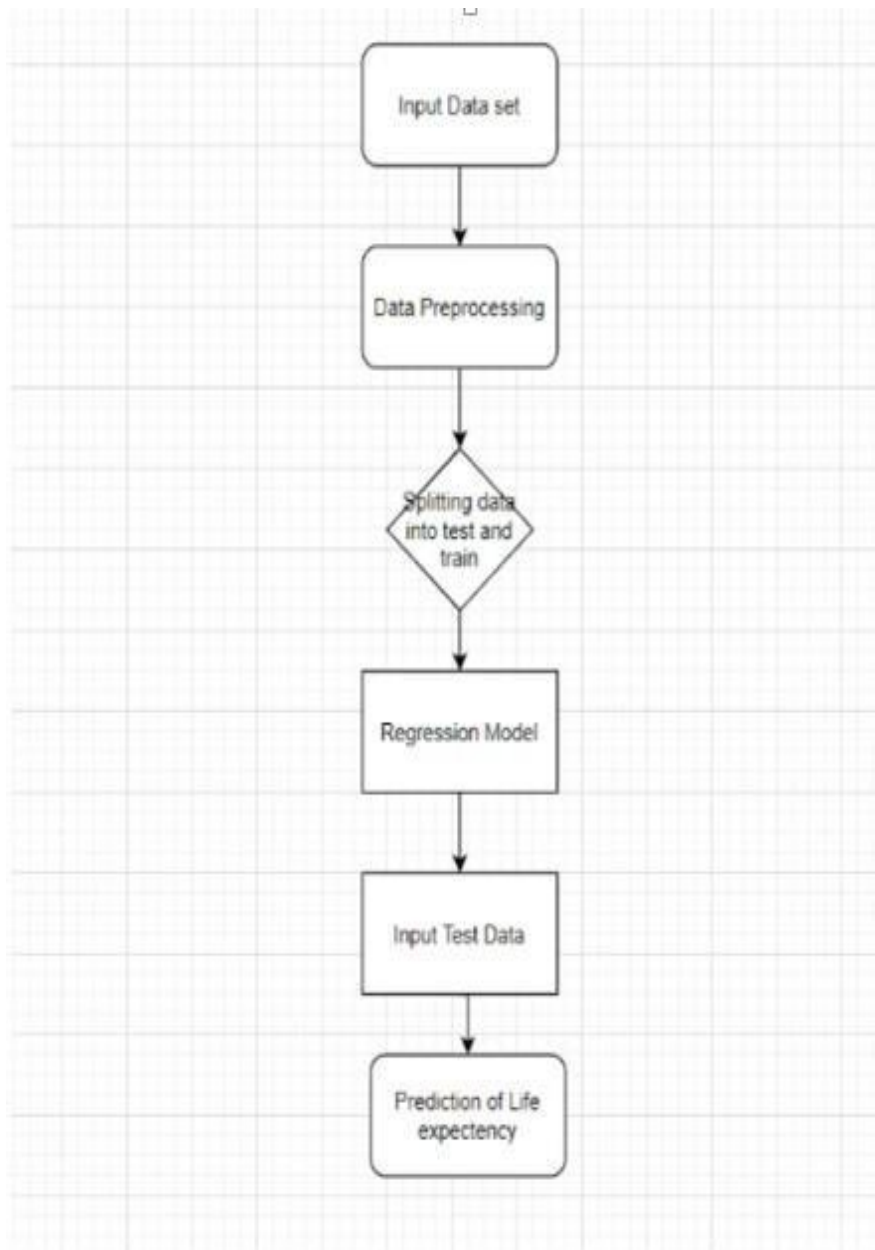 Input Data set
Data Preprocessing
Splitting data
into test and
train
Regression Model
Input Test Data
Prediction of Life
expectency